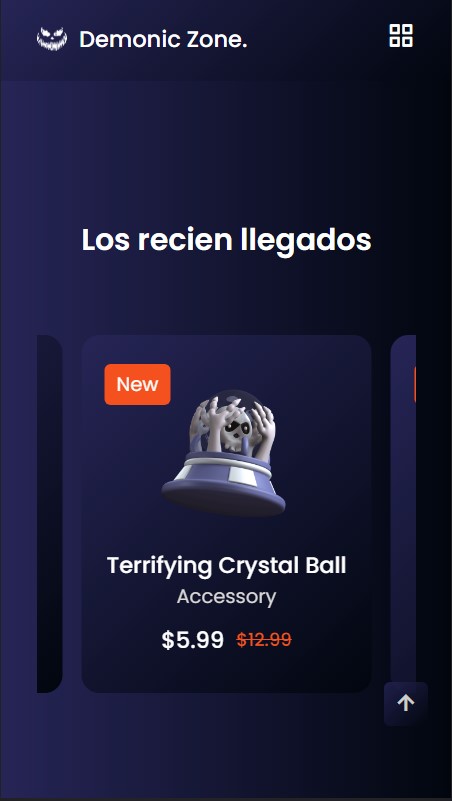 Demonic Zone.
Los recien llegados
New
Terrifying Crystal Ball
Accessory
$5.99 $12.99